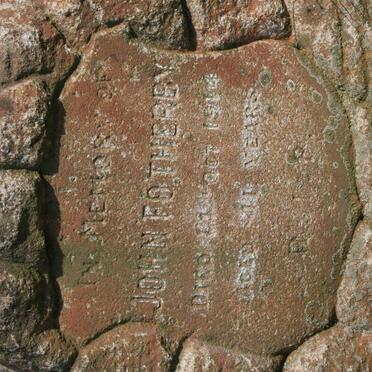 IN MEMORY OF
JOHN FOTHERBY
DIED OCT
AGED YEARS
R.I.P.